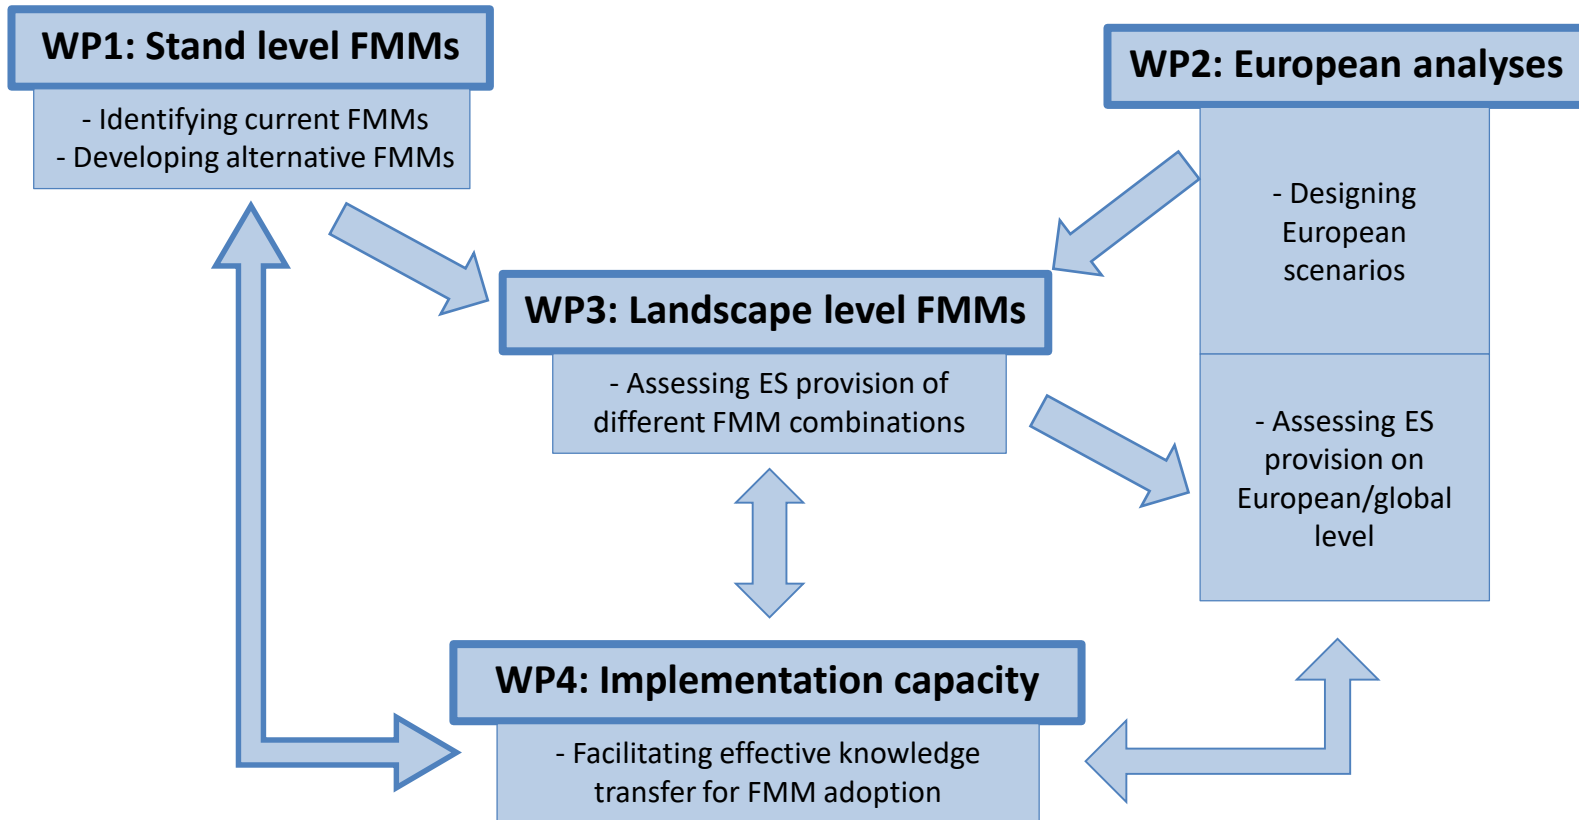 WP1: Stand level FMMs
- Identifying current FMMs
- Developing alternative FMMs
WP2: European analyses
- Designing
European
scenarios
- Assessing ES
provision on
European/global
level
WP3: Landscape level FMMs
- Assessing ES provision of
different FMM combinations
WP4: Implementation capacity
- Facilitating effective knowledge
transfer for FMM adoption